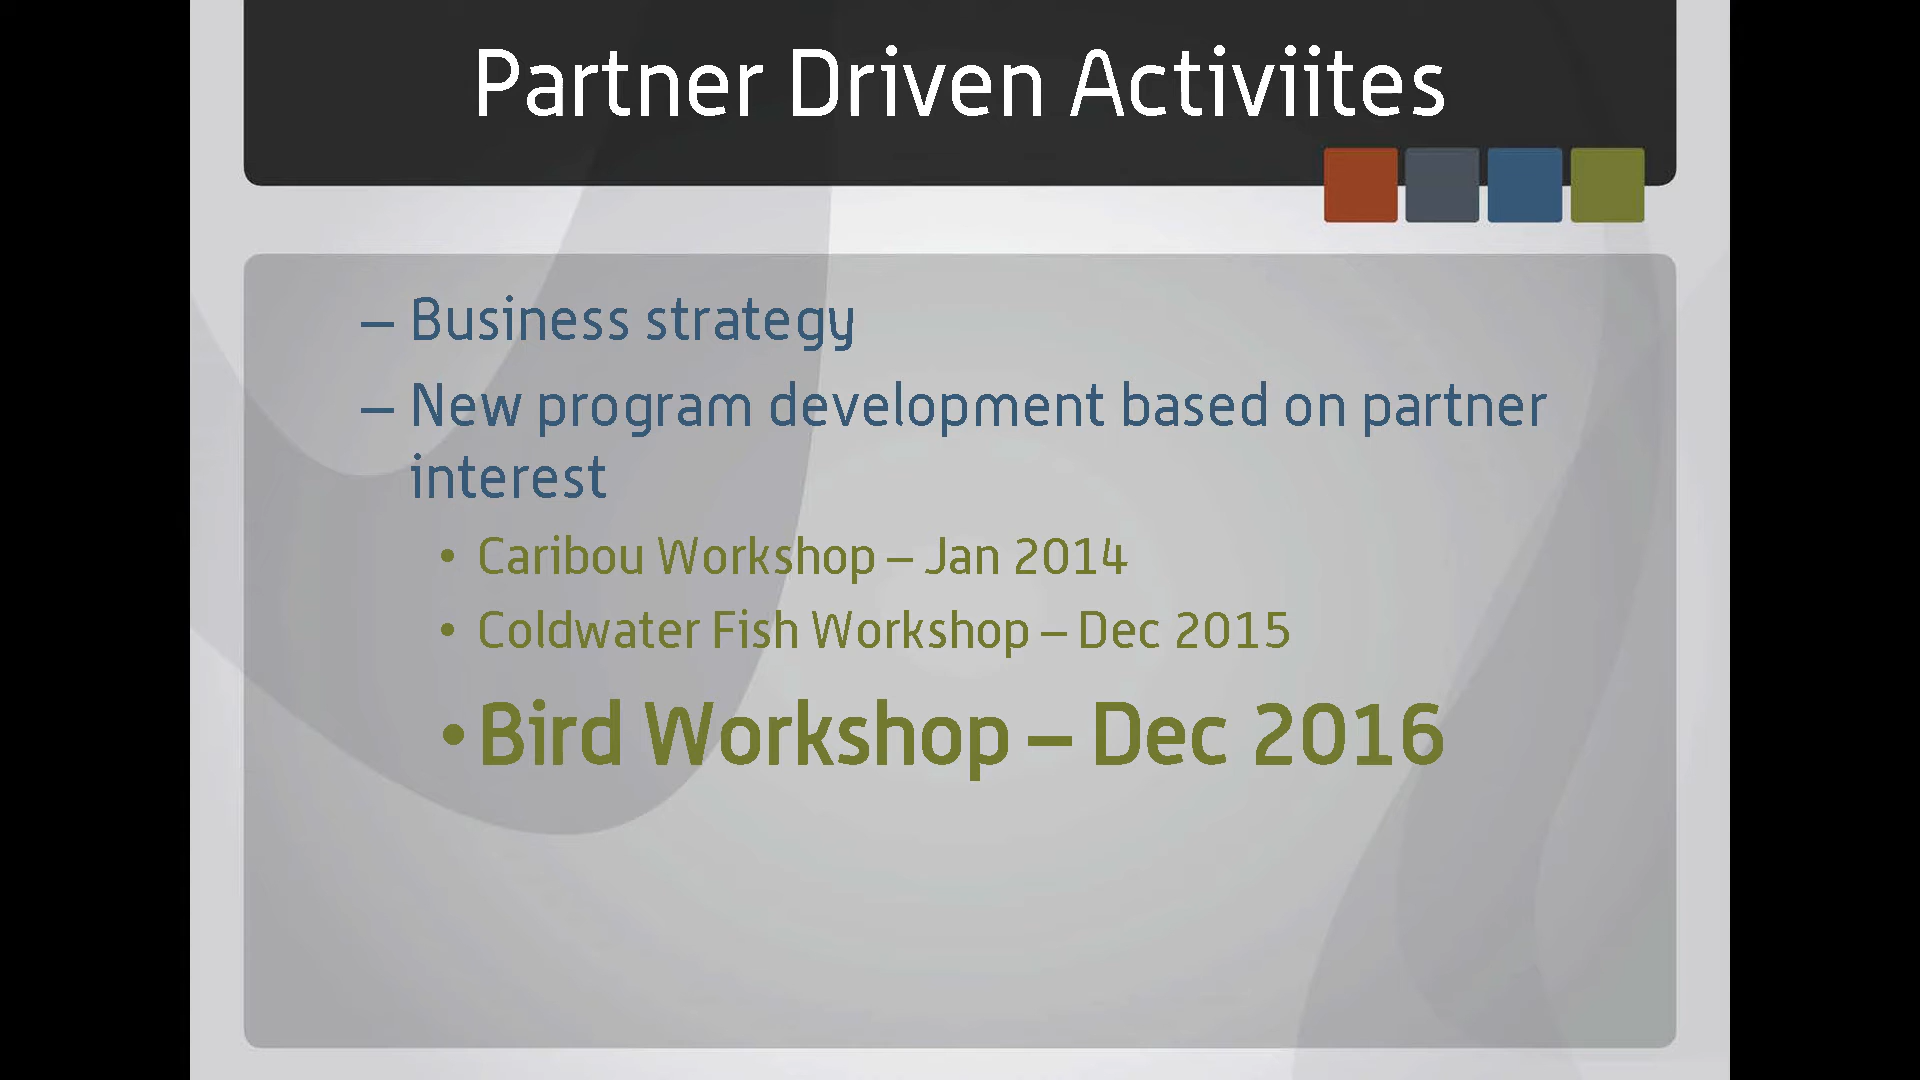 Partner Driven Activiites
– Business strategy
– New program development based on partner
interest
• Caribou Workshop – Jan 2014
• Coldwater Fish Workshop – Dec 2015
• Bird Workshop – Dec 2016